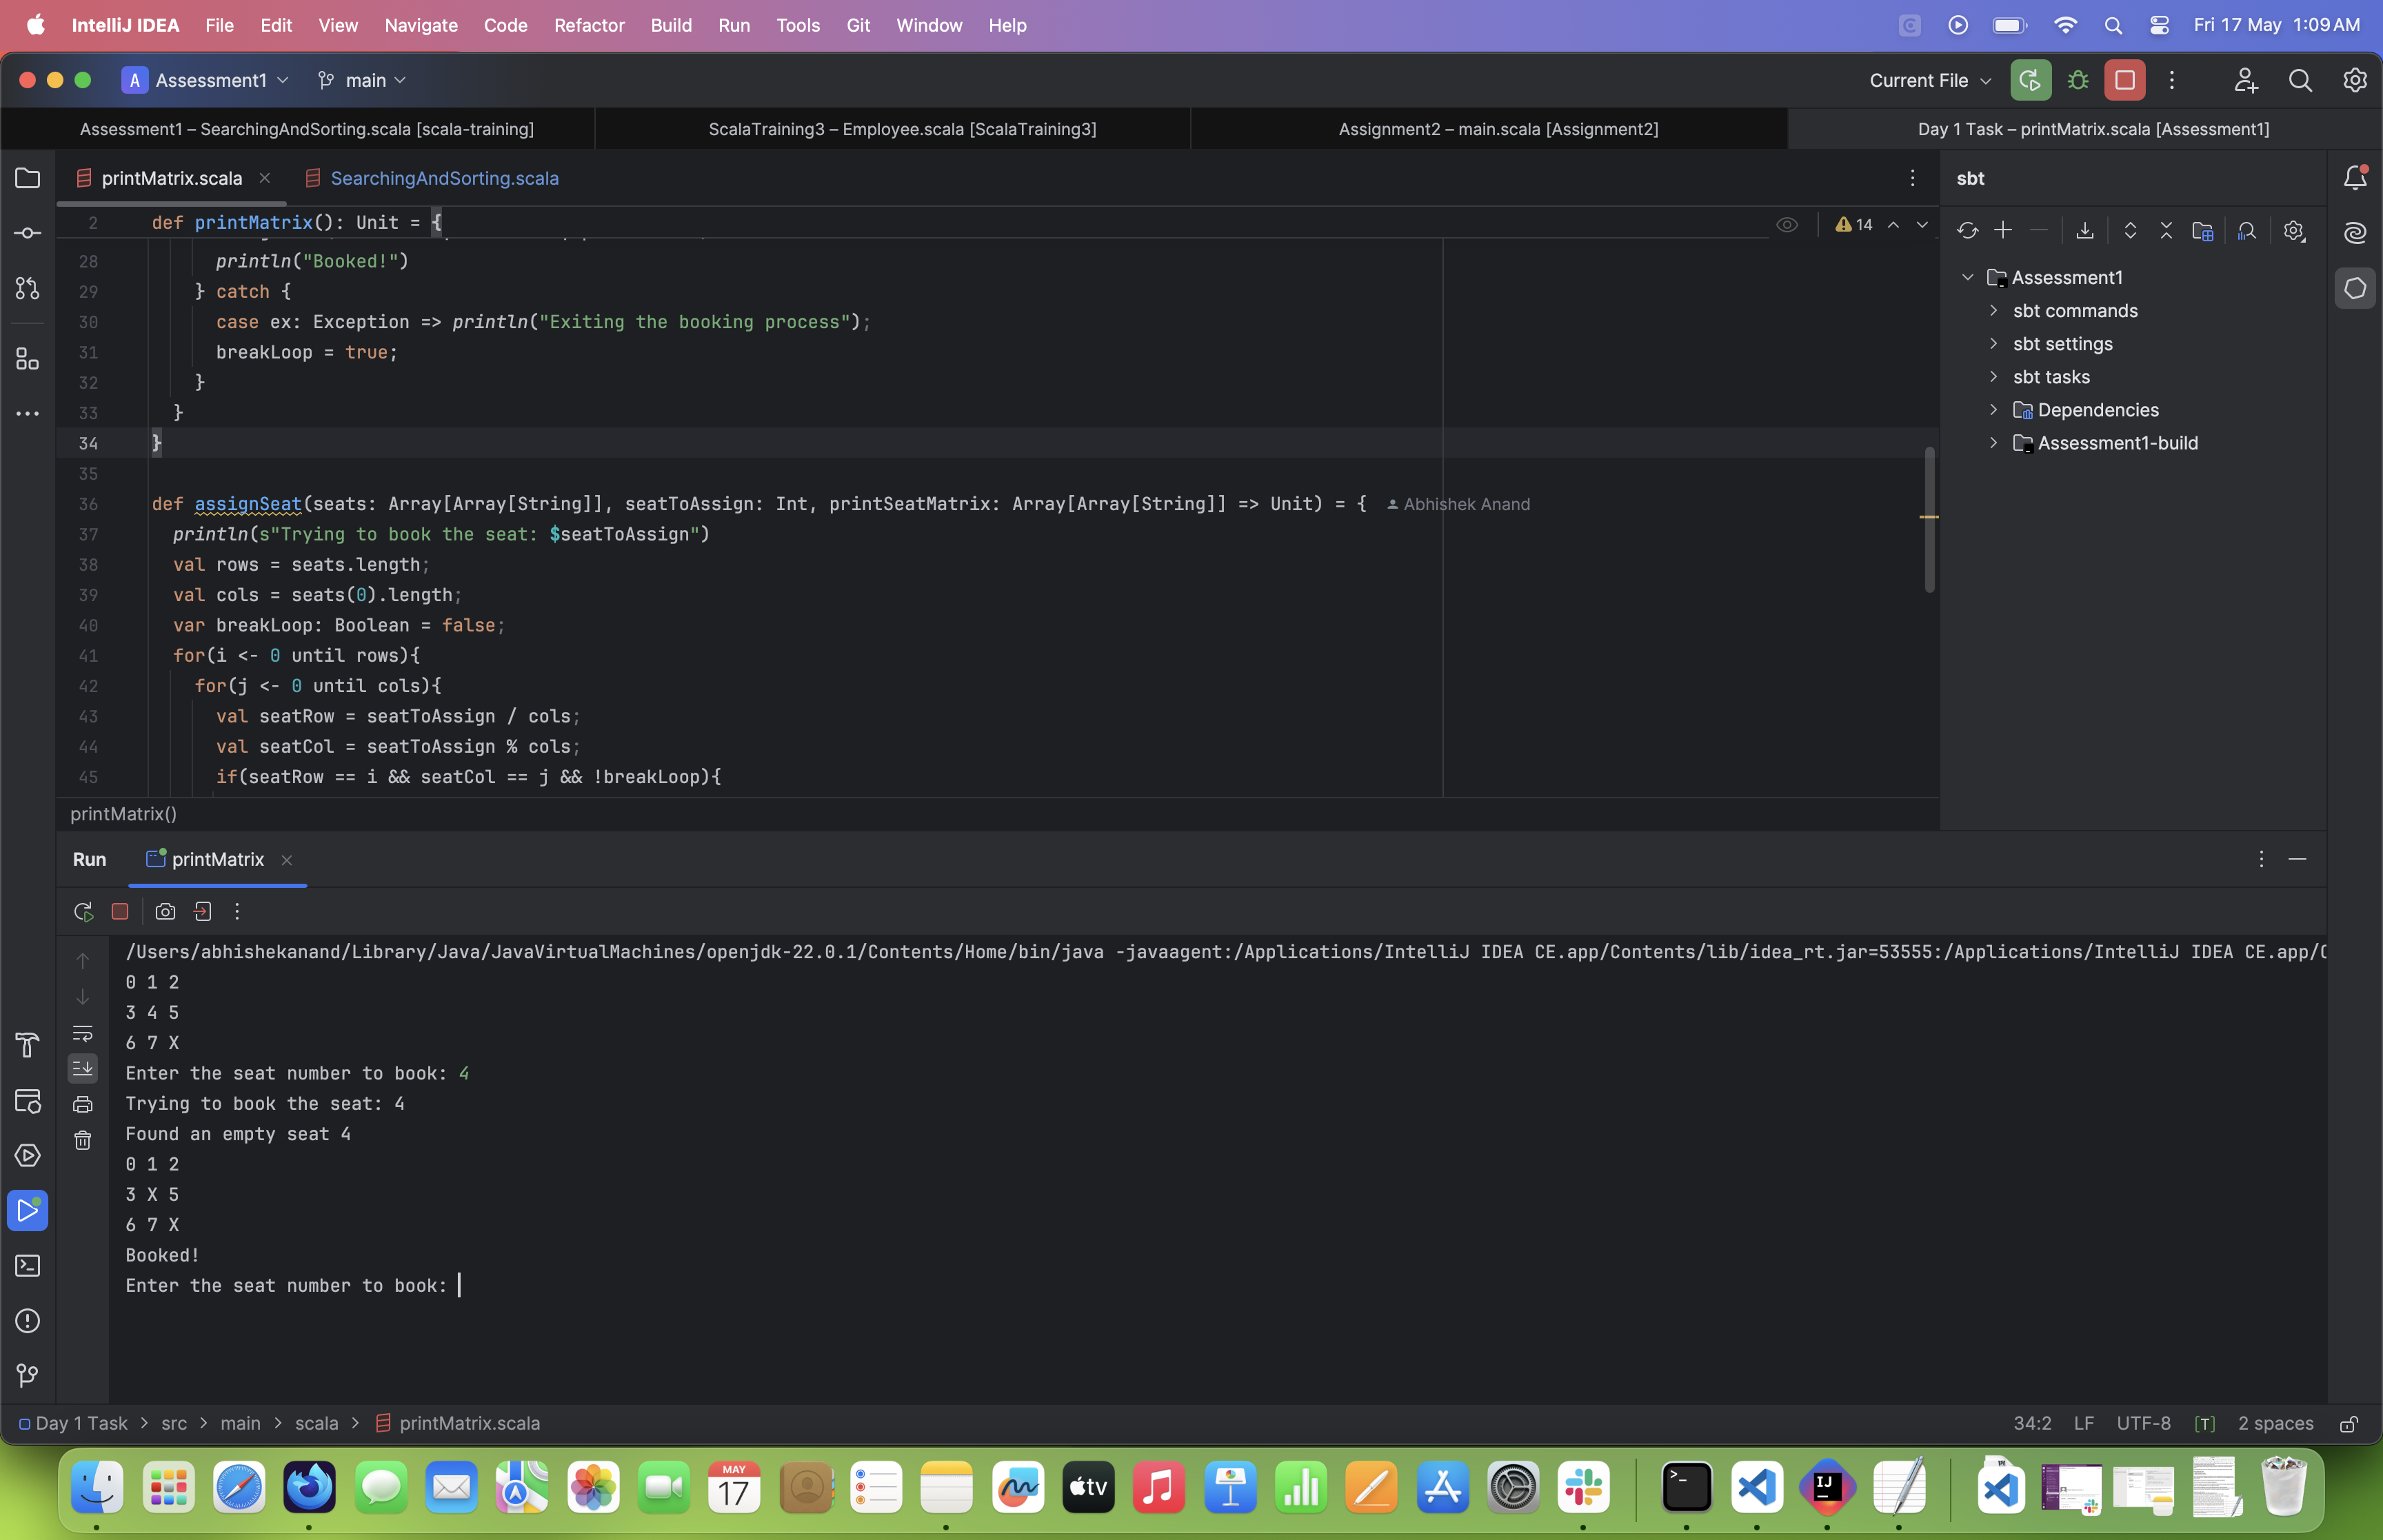 IntelliJ IDEA File Edit View Navigate Code Refactor Build Run Tools Git Window Help Fri 17 May 1:09 AM
A Assessment1 main Current File
Assessment1 – SearchingAndSorting.scala [scala-training] ScalaTraining3 – Employee.scala [ScalaTraining3] Assignment2 – main.scala [Assignment2] Day 1 Task – printMatrix.scala [Assessment1]
printMatrix.scala SearchingAndSorting.scala
2 def printMatrix(): Unit = { 14
28 println("Booked!")
29 } catch {
30 case ex: Exception => println("Exiting the booking process");
31 breakLoop = true;
32 }
33 }
34 }
35
36 def assignSeat(seats: Array[Array[String]], seatToAssign: Int, printSeatMatrix: Array[Array[String]] => Unit) = { Abhishek Anand
37 println(s"Trying to book the seat: $seatToAssign")
38 val rows = seats.length;
39 val cols = seats(0).length;
40 var breakLoop: Boolean = false;
41 for(i <- 0 until rows){
42 for(j <- 0 until cols){
43 val seatRow = seatToAssign / cols;
44 val seatCol = seatToAssign % cols;
45 if(seatRow == i && seatCol == j && !breakLoop){
printMatrix()
sbt
Assessment1
sbt commands
sbt settings
sbt tasks
Dependencies
Assessment1-build
Run printMatrix
/Users/abhishekanand/Library/Java/JavaVirtualMachines/openjdk-22.0.1/Contents/Home/bin/java -javaagent:/Applications/IntelliJ IDEA CE.app/Contents/lib/idea_rt.jar=53555:/Applications/IntelliJ IDEA CE.app/C
0 1 2
3 4 5
6 7 X
Enter the seat number to book: 4
Trying to book the seat: 4
Found an empty seat 4
0 1 2
3 X 5
6 7 X
Booked!
Enter the seat number to book:
Day 1 Task > src > main > scala > printMatrix.scala 34:2 LF UTF-8 [T] 2 spaces
MAY
17
tv
IJ